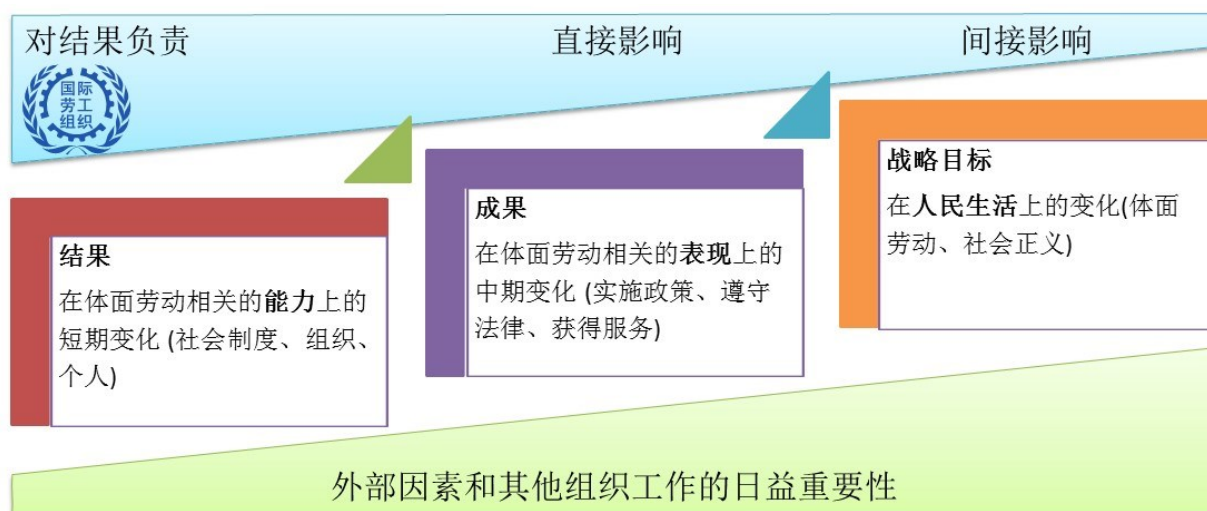 对结果负责
直接影响
间接影响
国际
劳工
组织
结果
在体面劳动相关的能力上的
短期变化 (社会制度、组织、
个人)
成果
在体面劳动相关的表现上的
中期变化 (实施政策、遵守
法律、获得服务)
战略目标
在人民生活上的变化(体面
劳动、社会正义)
外部因素和其他组织工作的日益重要性